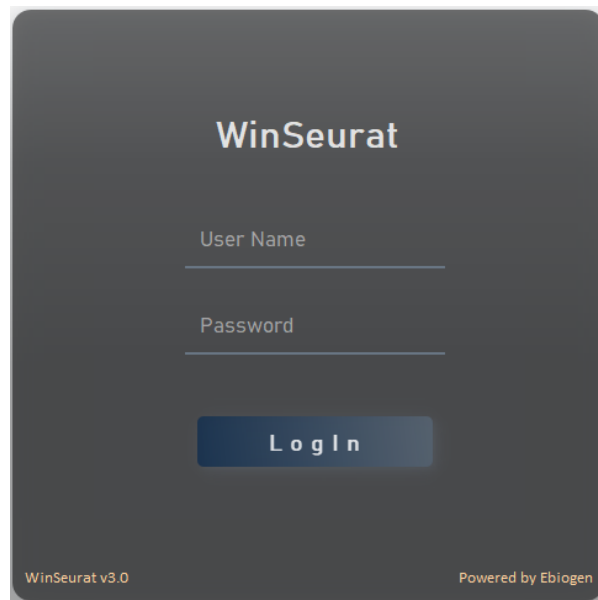 WinSeurat
User Name
Password
LogIn
WinSeurat v3.0 Powered by Ebiogen